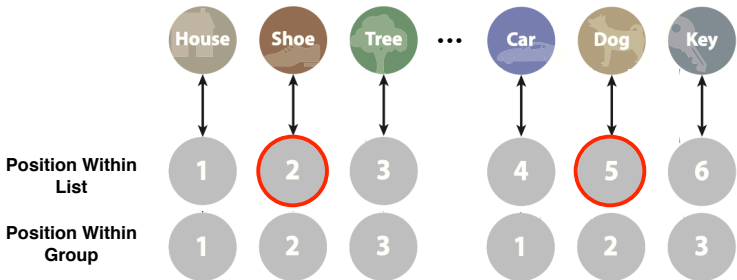 House Shoe Tree ... Car Dog Key
Position Within
List
1 2 3 4 5 6
Position Within
Group
1 2 3 1 2 3